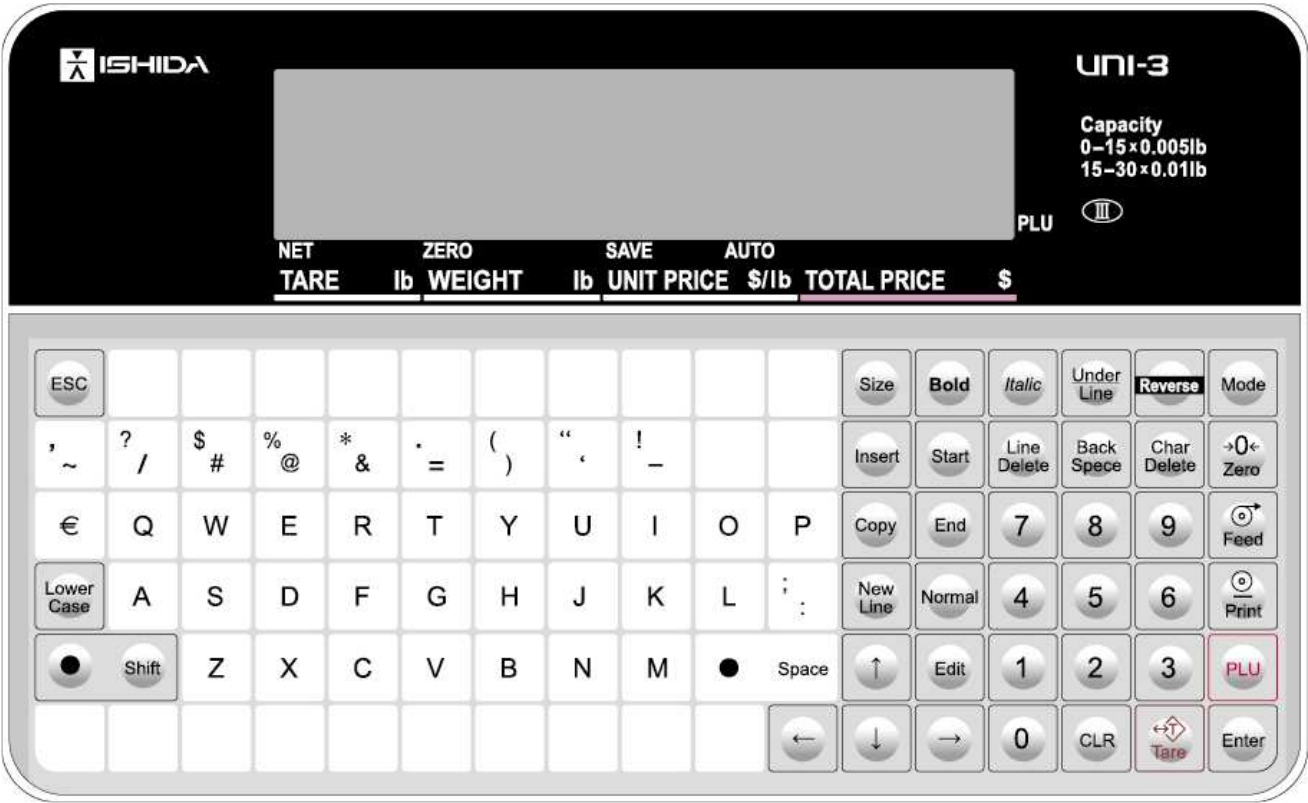 ISHIDA
UNI-3
Capacity
0–15×0.005lb
15–30×0.01lb
III
PLU
NET ZERO SAVE AUTO
TARE lb WEIGHT lb UNIT PRICE $/lb TOTAL PRICE $
ESC Size Bold Italic Under Line Reverse Mode
, ~ ? / $ # % @ * & . = ( ) “ ‘ ! – Insert Start Line Delete Back Spece Char Delete →0← Zero
€ Q W E R T Y U I O P Copy End 7 8 9 Feed
Lower Case A S D F G H J K L ; : New Line Normal 4 5 6 Print
● Shift Z X C V B N M ● Space ↑ Edit 1 2 3 PLU
← ↓ → 0 CLR ↔T Tare Enter